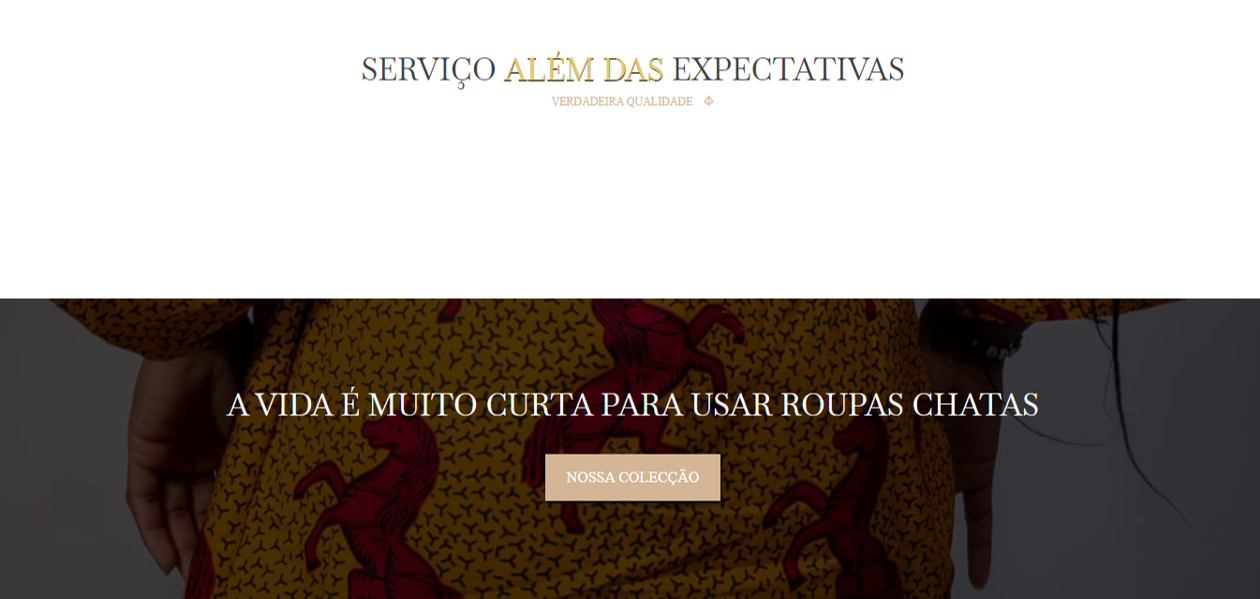 SERVIÇO ALÉM DAS EXPECTATIVAS
VERDADEIRA QUALIDADE
A VIDA É MUITO CURTA PARA USAR ROUPAS CHATAS
NOSSA COLECÇÃO